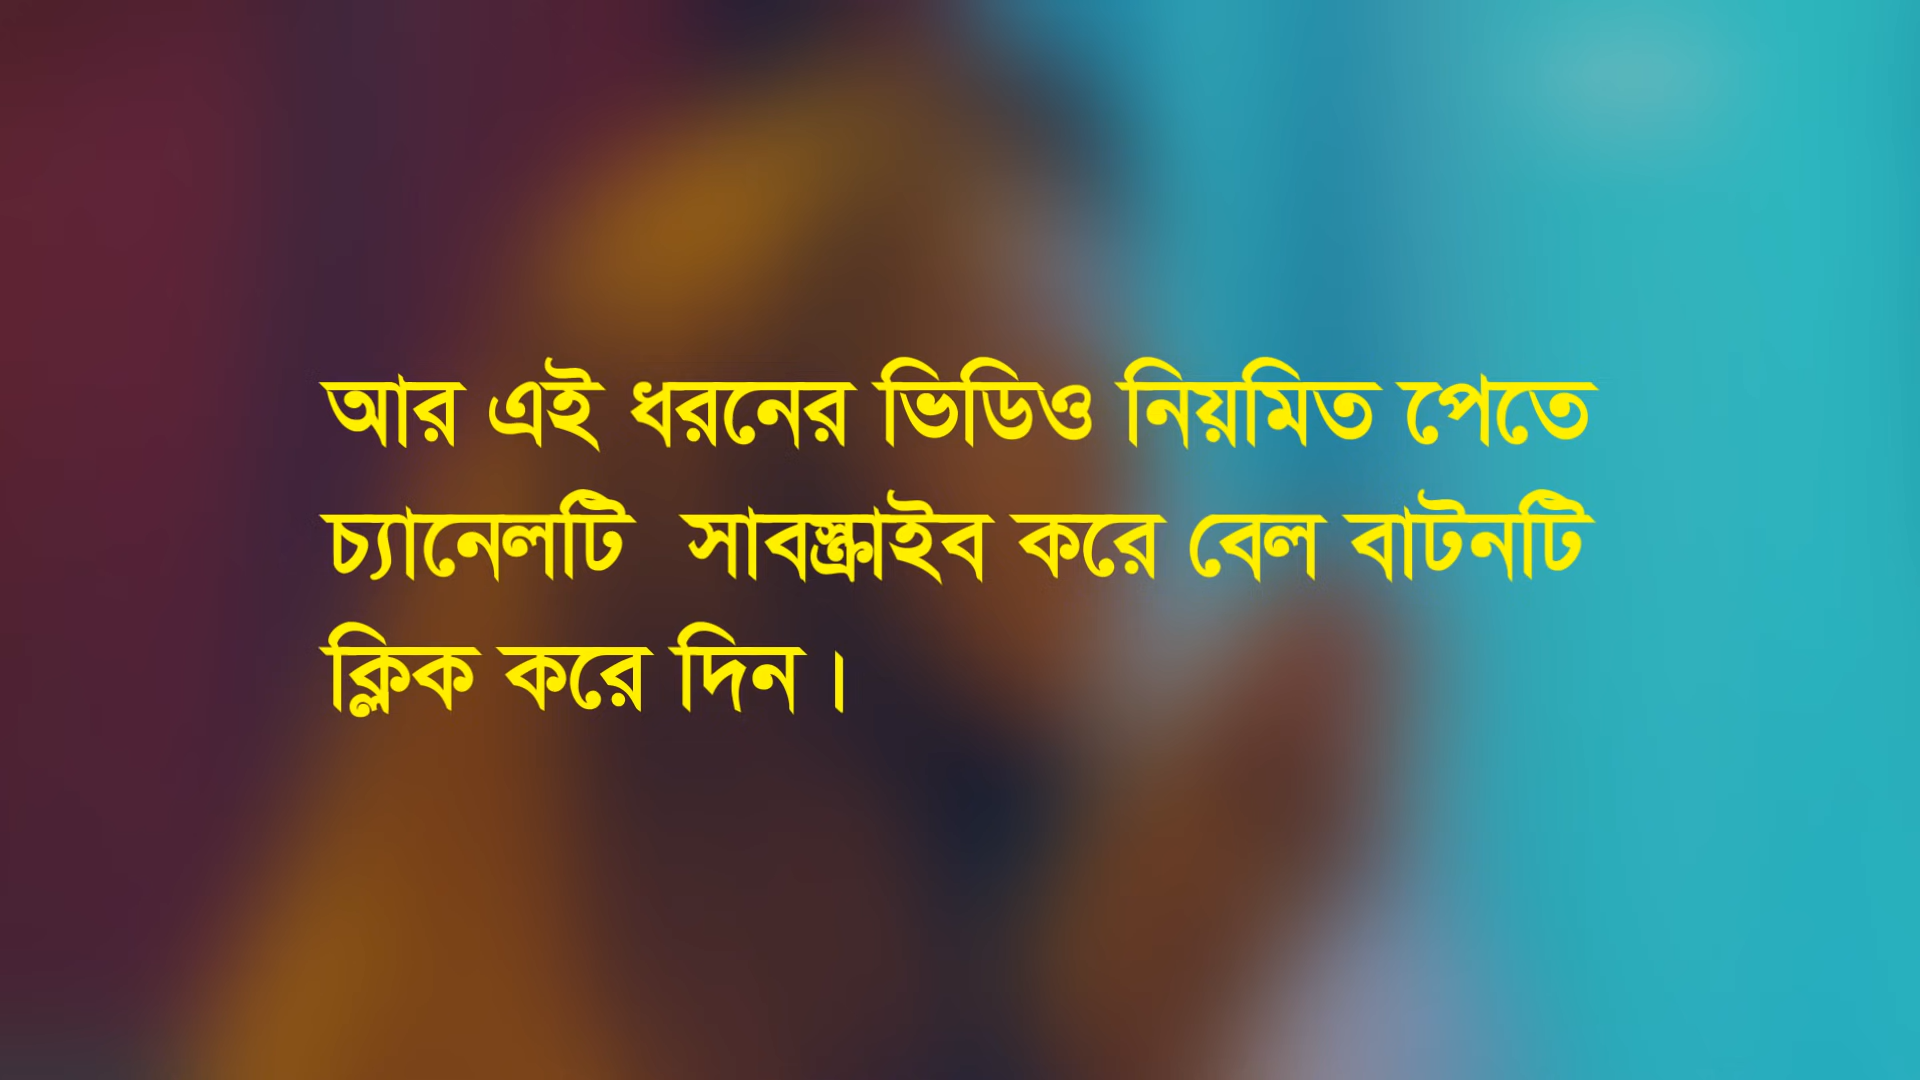 আর এই ধরনের ভিডিও নিয়মিত পেতে
চ্যানেলটি  সাবস্ক্রাইব করে বেল বাটনটি
ক্লিক করে দিন।